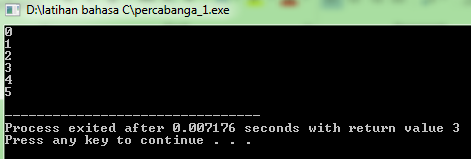 D:\latihan bahasa C\percabanga_1.exe
0
1
2
3
4
5
--------------------------------
Process exited after 0.007176 seconds with return value 3
Press any key to continue . . .